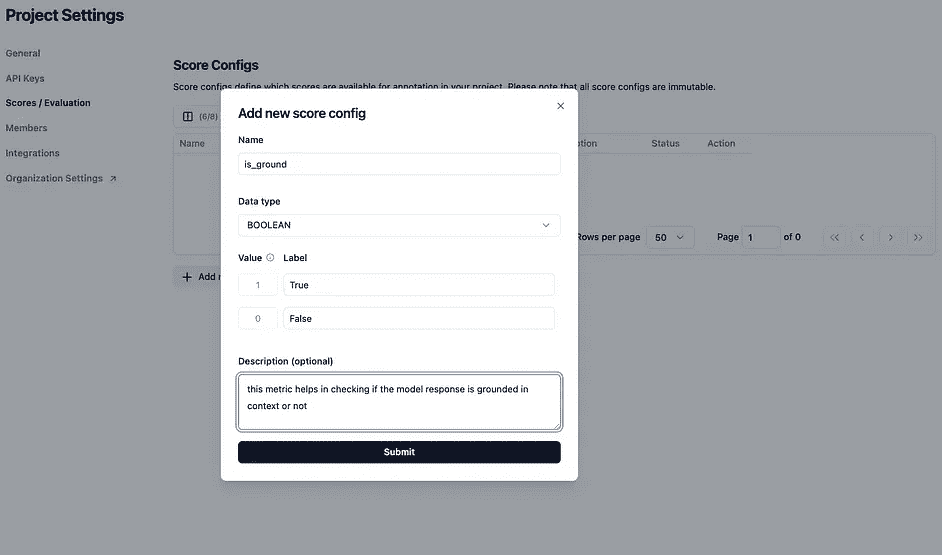 Project Settings
General
API Keys
Scores / Evaluation
Members
Integrations
Organization Settings
Score Configs
Score configs define which scores are available for annotation in your project. Please note that all score configs are immutable.
(6/8)
Name
Status
Action
Rows per page 50 Page 1 of 0
Add
Add new score config
Name
is_ground
Data type
BOOLEAN
Value Label
1 True
0 False
Description (optional)
this metric helps in checking if the model response is grounded in
context or not
Submit